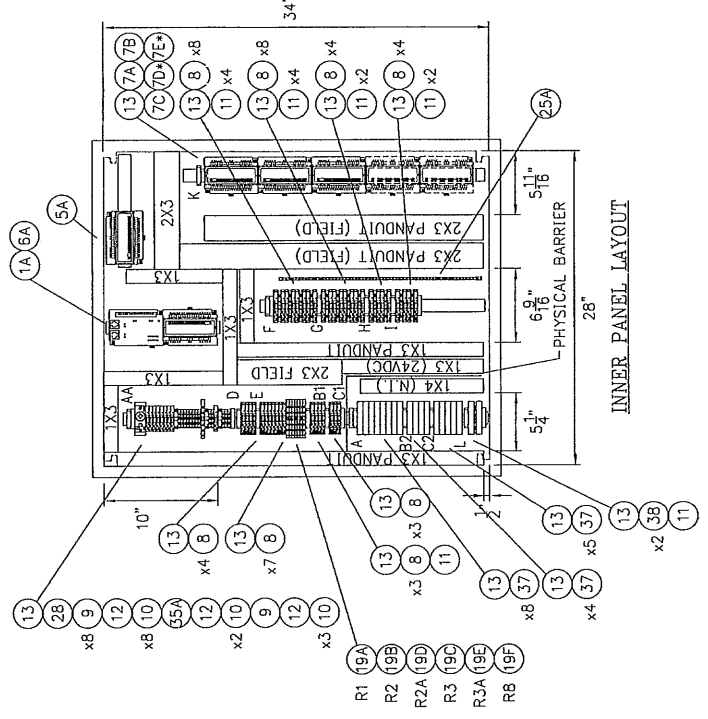 34"
13 7A 7B
7C 7D* 7E*
13 8 x8
11 x4
13 8 x8
11 x4
13 8 x4
11 x2
13 8 x4
11 x2
25A
1A 6A
5A
K
2X3
2X3 PANDUIT (FIELD)
2X3 PANDUIT (FIELD)
1X3
1X3
1X3
F
G
H
I
1X3 PANDUIT
1X3 (24VDC)
2X3 FIELD
1X4 (N.I.)
1X3
1X3
AA
D
E
B1
C1
A
B2
C2
L
1X3 PANDUIT
PHYSICAL BARRIER
5 11/16"
6 9/16"
5 1/4"
28"
10"
1/2"
INNER PANEL LAYOUT
13
28
9 x8
12
10 x8
35A
12
10 x2
9
12
10 x3
13 8 x4
13 8 x7
R1 19A
R2 19B
R2A 19D
R3 19C
R3A 19E
R8 19F
13 8 11 x3
13 8 x3
13 37 x8
13 37 x4
13 37 x5
13 38 11 x2